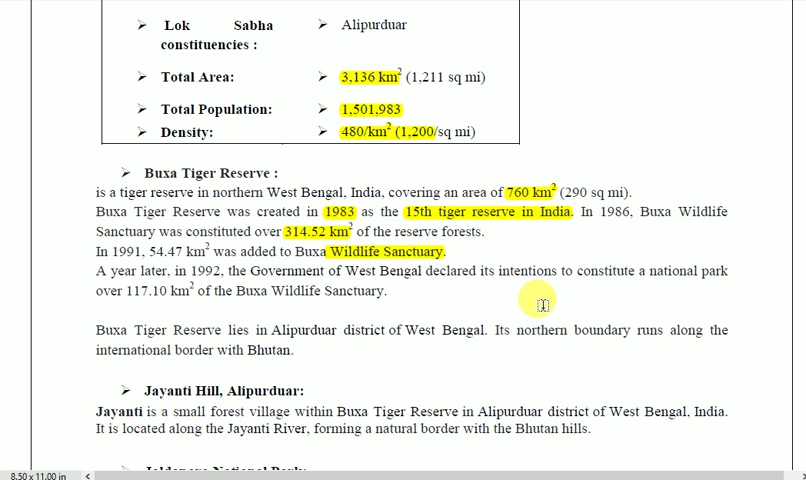 ➢ Lok Sabha ➢ Alipurduar
constituencies :
➢ Total Area: ➢ 3,136 km² (1,211 sq mi)
➢ Total Population: ➢ 1,501,983
➢ Density: ➢ 480/km² (1,200/sq mi)
➢ Buxa Tiger Reserve :
is a tiger reserve in northern West Bengal, India, covering an area of 760 km² (290 sq mi).
Buxa Tiger Reserve was created in 1983 as the 15th tiger reserve in India. In 1986, Buxa Wildlife
Sanctuary was constituted over 314.52 km² of the reserve forests.
In 1991, 54.47 km² was added to Buxa Wildlife Sanctuary.
A year later, in 1992, the Government of West Bengal declared its intentions to constitute a national park
over 117.10 km² of the Buxa Wildlife Sanctuary.
Buxa Tiger Reserve lies in Alipurduar district of West Bengal. Its northern boundary runs along the
international border with Bhutan.
➢ Jayanti Hill, Alipurduar:
Jayanti is a small forest village within Buxa Tiger Reserve in Alipurduar district of West Bengal, India.
It is located along the Jayanti River, forming a natural border with the Bhutan hills.
➢ Jaldapara National Park:
8.50 x 11.00 in